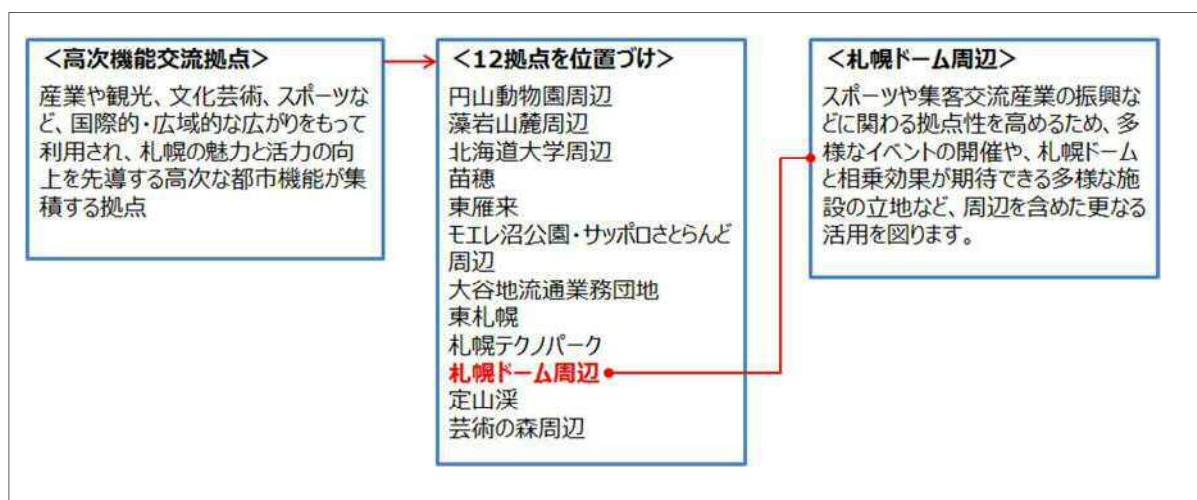 ＜高次機能交流拠点＞
産業や観光、文化芸術、スポーツな
ど、国際的・広域的な広がりをもって
利用され、札幌の魅力と活力の向
上を先導する高次な都市機能が集
積する拠点
＜12拠点を位置づけ＞
円山動物園周辺
藻岩山麓周辺
北海道大学周辺
苗穂
東雁来
モエレ沼公園・サッポロさとらんど
周辺
大谷地流通業務団地
東札幌
札幌テクノパーク
札幌ドーム周辺
定山渓
芸術の森周辺
＜札幌ドーム周辺＞
スポーツや集客交流産業の振興な
どに関わる拠点性を高めるため、多
様なイベントの開催や、札幌ドーム
と相乗効果が期待できる多様な施
設の立地など、周辺を含めた更なる
活用を図ります。